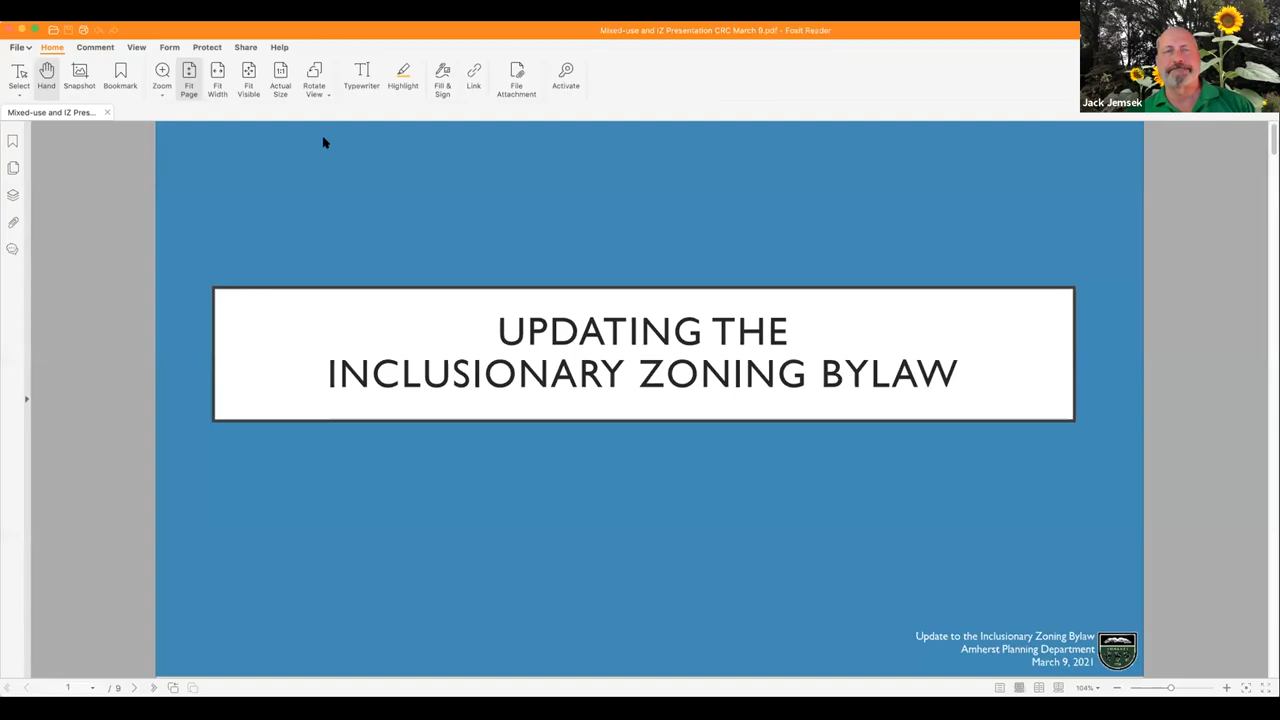 Mixed-use and IZ Presentation CRC March 9.pdf - Foxit Reader
File Home Comment View Form Protect Share Help
Select Hand Snapshot Bookmark Zoom Fit Page Fit Width Fit Visible Actual Size Rotate View Typewriter Highlight Fill & Sign Link File Attachment Activate
Jack Jemsek
Mixed-use and IZ Pres...
UPDATING THE
INCLUSIONARY ZONING BYLAW
Update to the Inclusionary Zoning Bylaw
Amherst Planning Department
March 9, 2021
1 / 9 104%